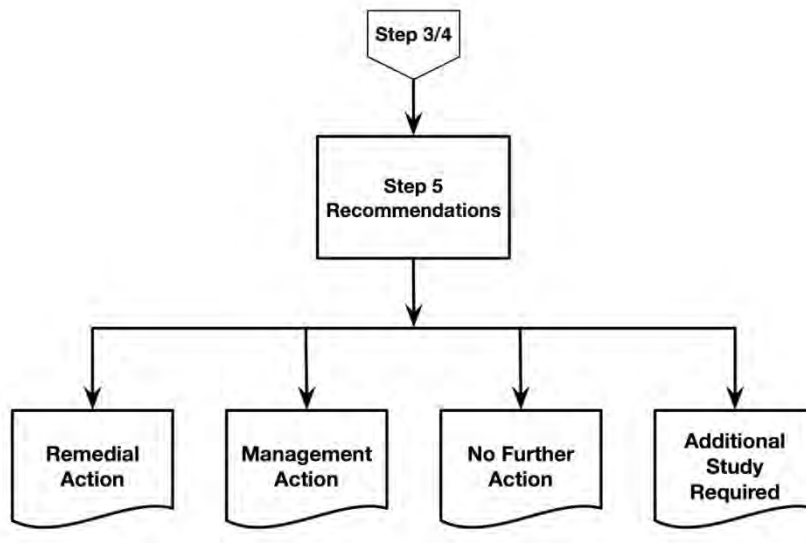 Step 3/4
Step 5
Recommendations
Remedial
Action
Management
Action
No Further
Action
Additional
Study
Required